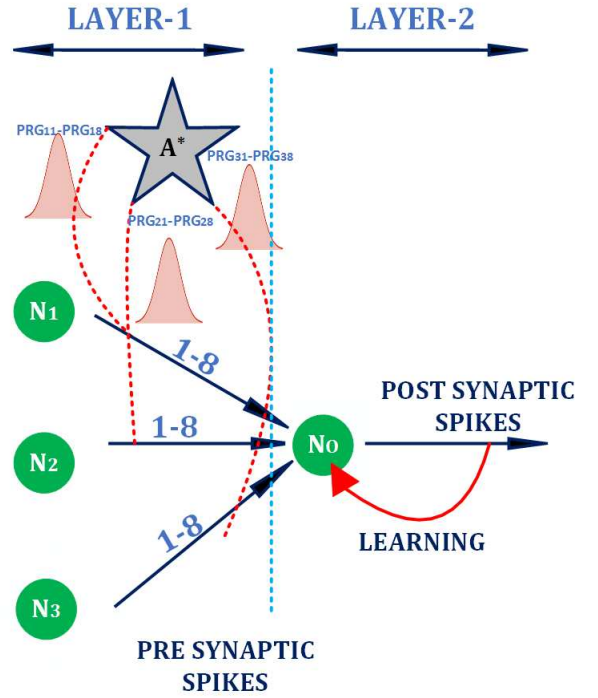 LAYER-1
LAYER-2
PRG11-PRG18
A*
PRG31-PRG38
PRG21-PRG28
N1
1-8
POST SYNAPTIC
SPIKES
N2
1-8
NO
1-8
LEARNING
N3
PRE SYNAPTIC
SPIKES